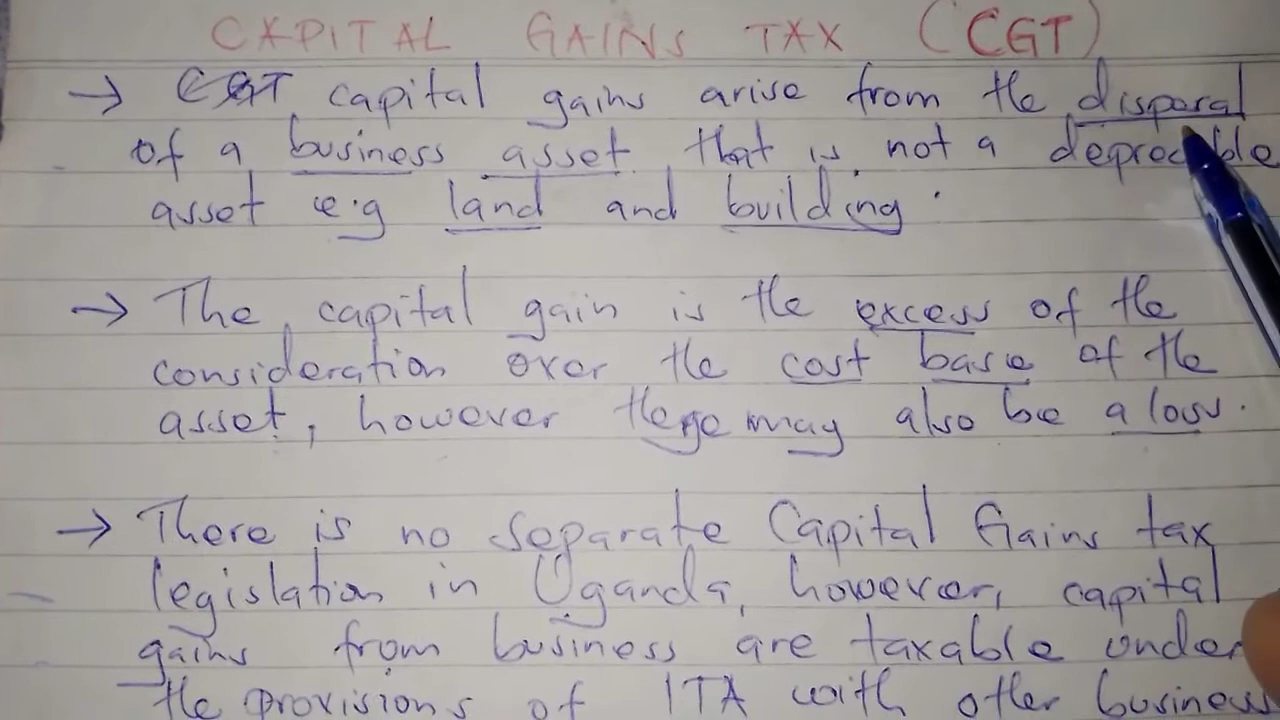 CAPITAL GAINS TAX (CGT)
→ CGT capital gains arise from the disposal
of a business asset that is not a depreciable
asset e.g land and building.
→ The capital gain is the excess of the
consideration over the cost base of the
asset, however there may also be a loss.
→ There is no separate Capital Gains tax
legislation in Uganda, however, capital
gains from business are taxable under
the provisions of ITA with other business